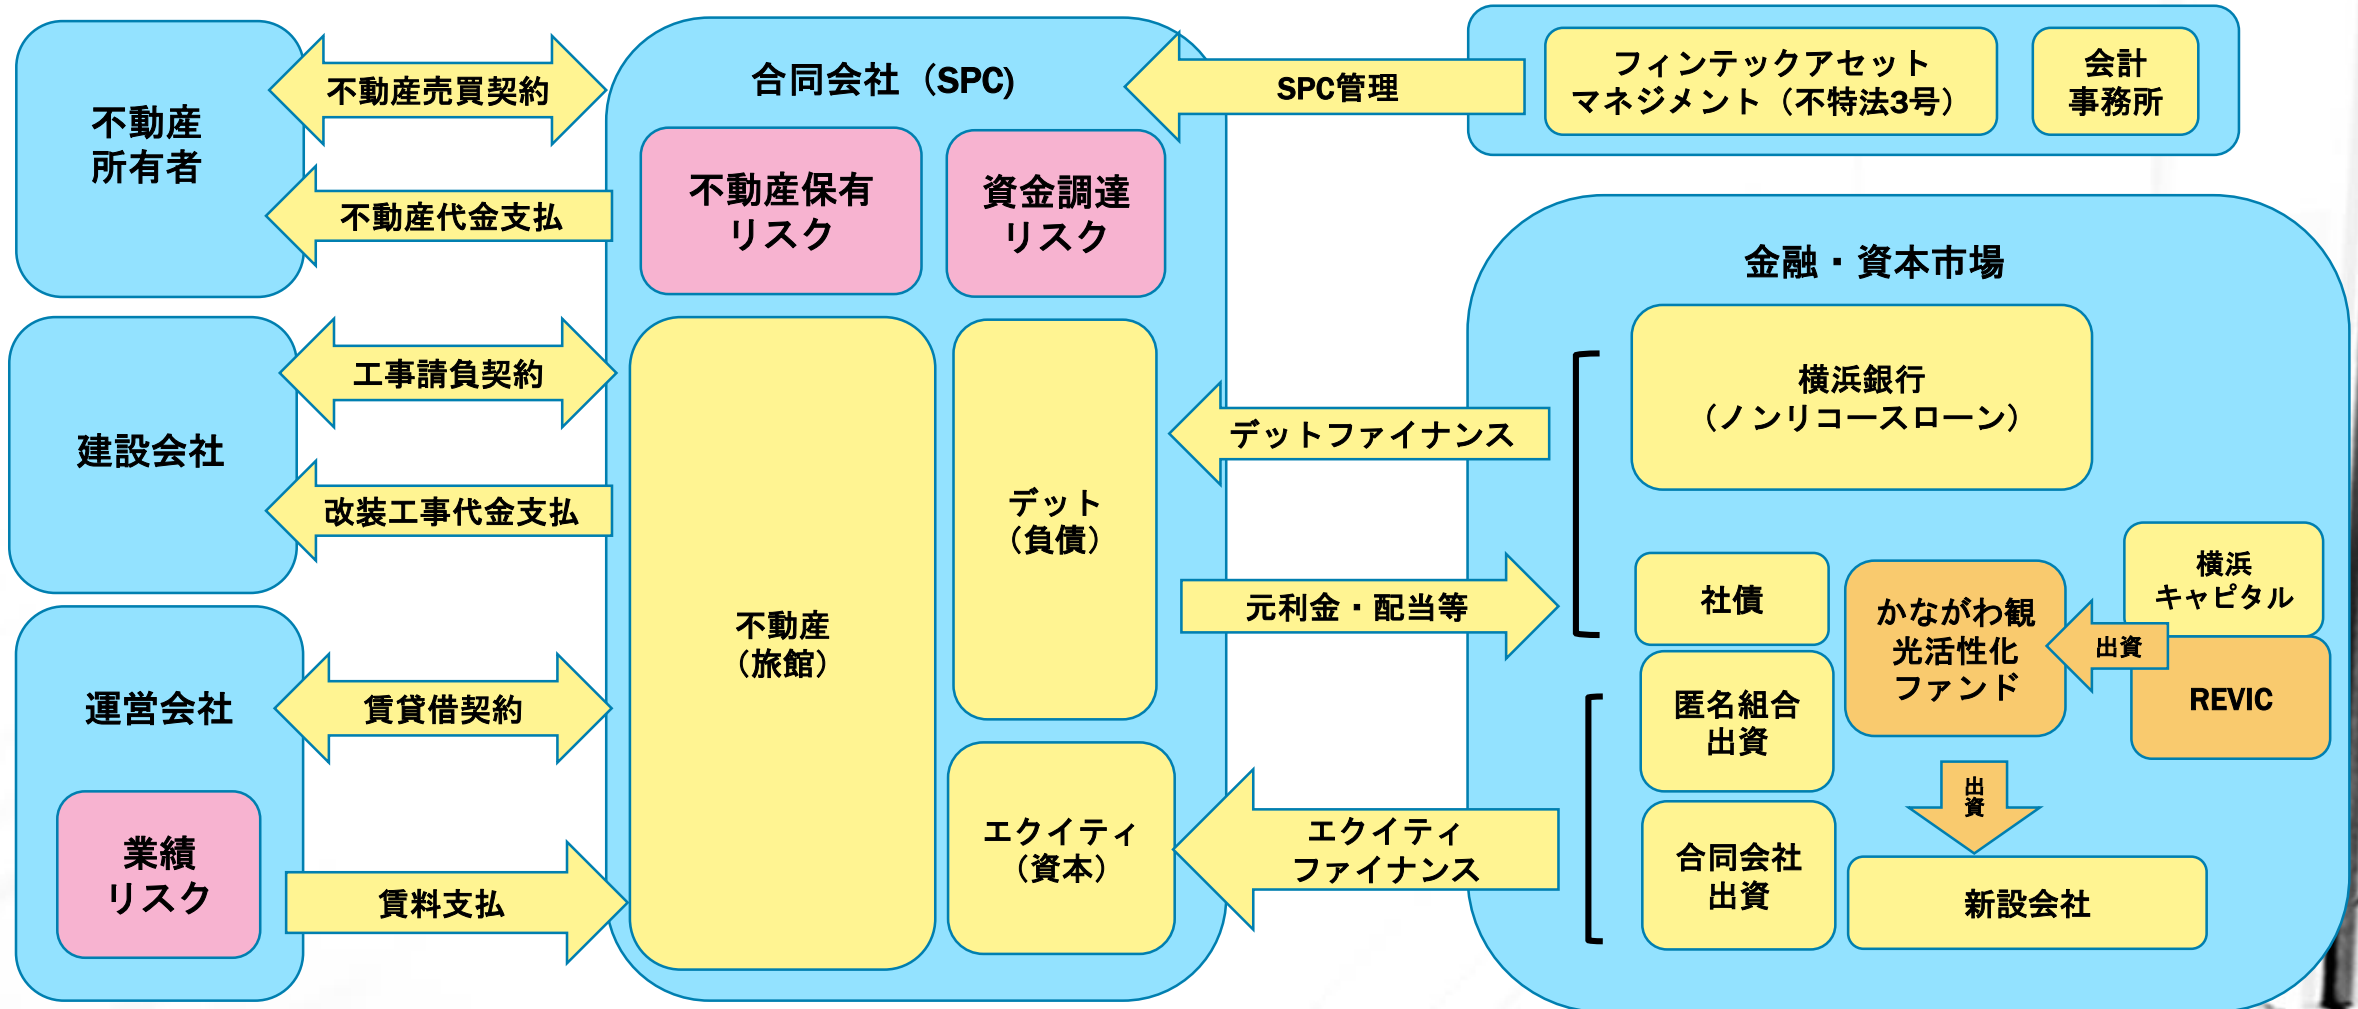 不動産
所有者
不動産売買契約
不動産代金支払
建設会社
工事請負契約
改装工事代金支払
運営会社
業績
リスク
賃貸借契約
賃料支払
合同会社（SPC)
不動産保有
リスク
資金調達
リスク
不動産
（旅館）
デット
（負債）
エクイティ
（資本）
SPC管理
フィンテックアセット
マネジメント（不特法3号）
会計
事務所
デットファイナンス
元利金・配当等
エクイティ
ファイナンス
金融・資本市場
横浜銀行
（ノンリコースローン）
社債
匿名組合
出資
合同会社
出資
かながわ観
光活性化
ファンド
横浜
キャピタル
出資
REVIC
出
資
新設会社